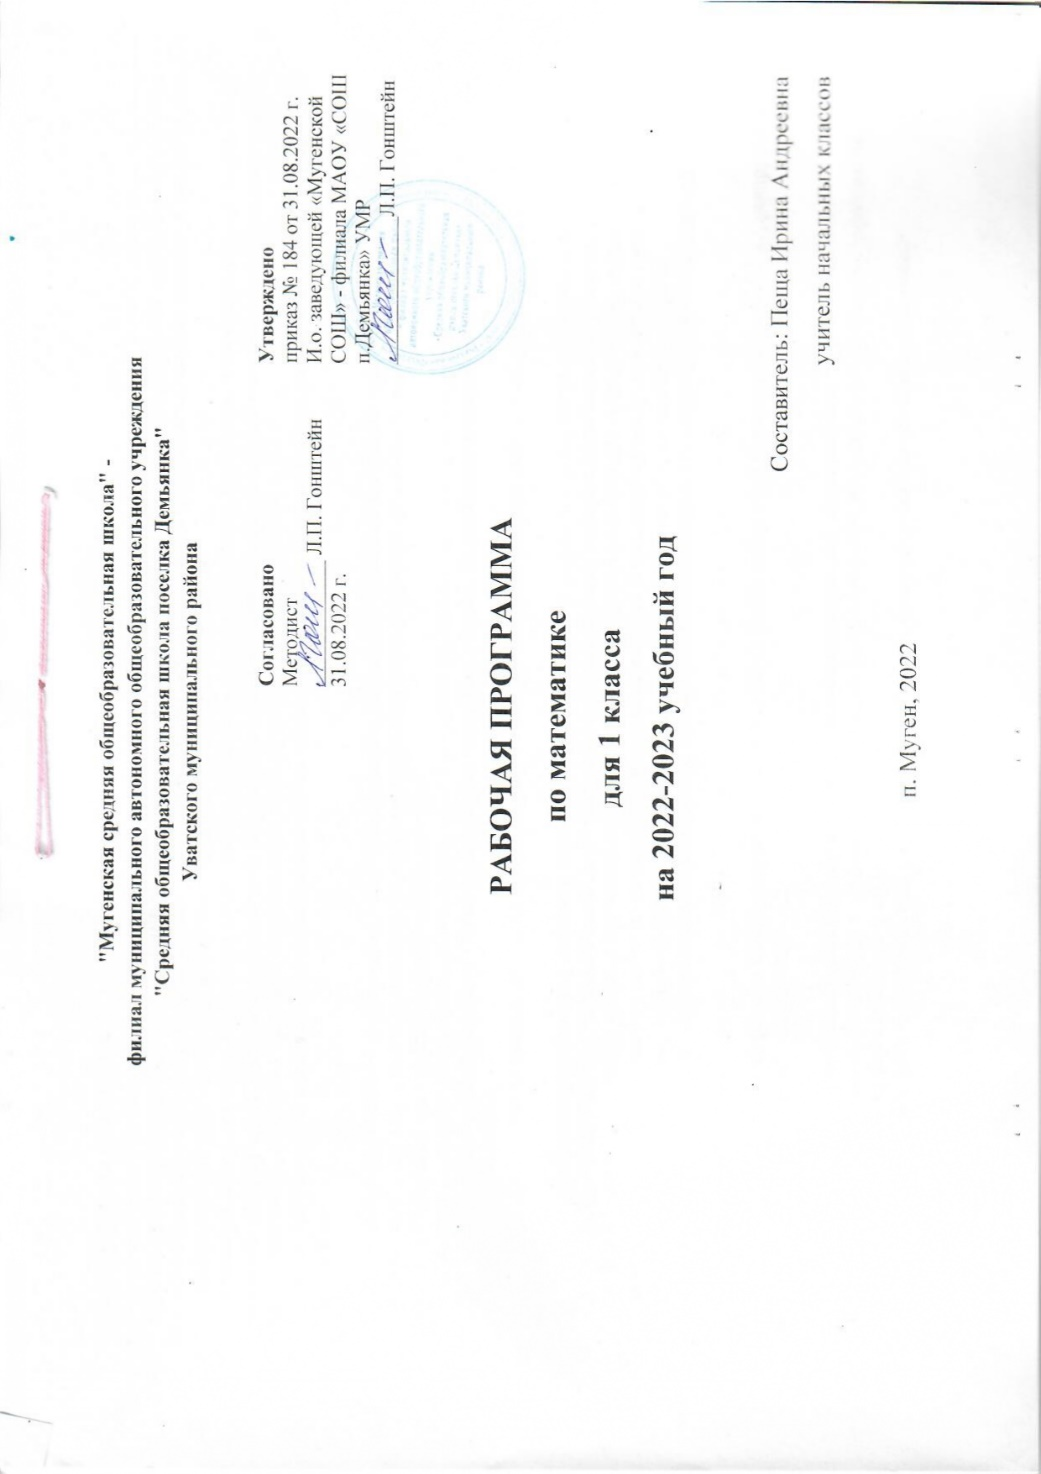 "Мугенская средняя общеобразовательная школа" -
филиал муниципального автономного общеобразовательного учреждения
"Средняя общеобразовательная школа поселка Демьянка"
Уватского муниципального района
Согласовано
Методист
Л.П. Гонштейн
31.08.2022 г.
Утверждено
приказ № 184 от 31.08.2022 г.
И.о. заведующей «Мугенской
СОШ» - филиала МАОУ «СОШ
п.Демьянка» УМР
Л.П. Гонштейн
РАБОЧАЯ ПРОГРАММА
по математике
для 1 класса
на 2022-2023 учебный год
Составитель: Пеща Ирина Андреевна
учитель начальных классов
п. Муген, 2022